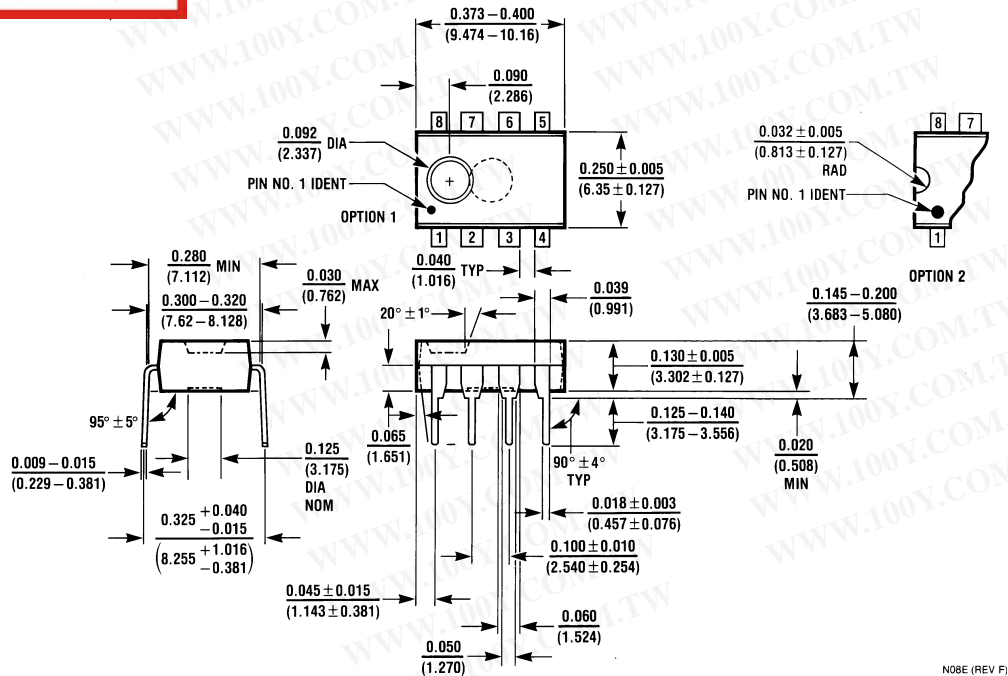 0.373 – 0.400
(9.474 – 10.16)
0.090
(2.286)
8 7 6 5
0.092 DIA
(2.337)
PIN NO. 1 IDENT
OPTION 1
+
1 2 3 4
0.250 ± 0.005
(6.35 ± 0.127)
0.032 ± 0.005
(0.813 ± 0.127)
RAD
PIN NO. 1 IDENT
8 7
1
OPTION 2
0.280 MIN
(7.112)
0.300 – 0.320
(7.62 – 8.128)
0.030 MAX
(0.762)
0.040 TYP
(1.016)
0.039
(0.991)
20° ± 1°
0.145 – 0.200
(3.683 – 5.080)
0.130 ± 0.005
(3.302 ± 0.127)
95° ± 5°
0.065
(1.651)
0.125 – 0.140
(3.175 – 3.556)
0.020
(0.508)
MIN
90° ± 4°
TYP
0.009 – 0.015
(0.229 – 0.381)
0.125
(3.175)
DIA
NOM
0.018 ± 0.003
(0.457 ± 0.076)
0.325 +0.040
−0.015
(8.255 +1.016
−0.381)
0.100 ± 0.010
(2.540 ± 0.254)
0.045 ± 0.015
(1.143 ± 0.381)
0.060
(1.524)
0.050
(1.270)
N08E (REV F)
WWW.100Y.COM.TW